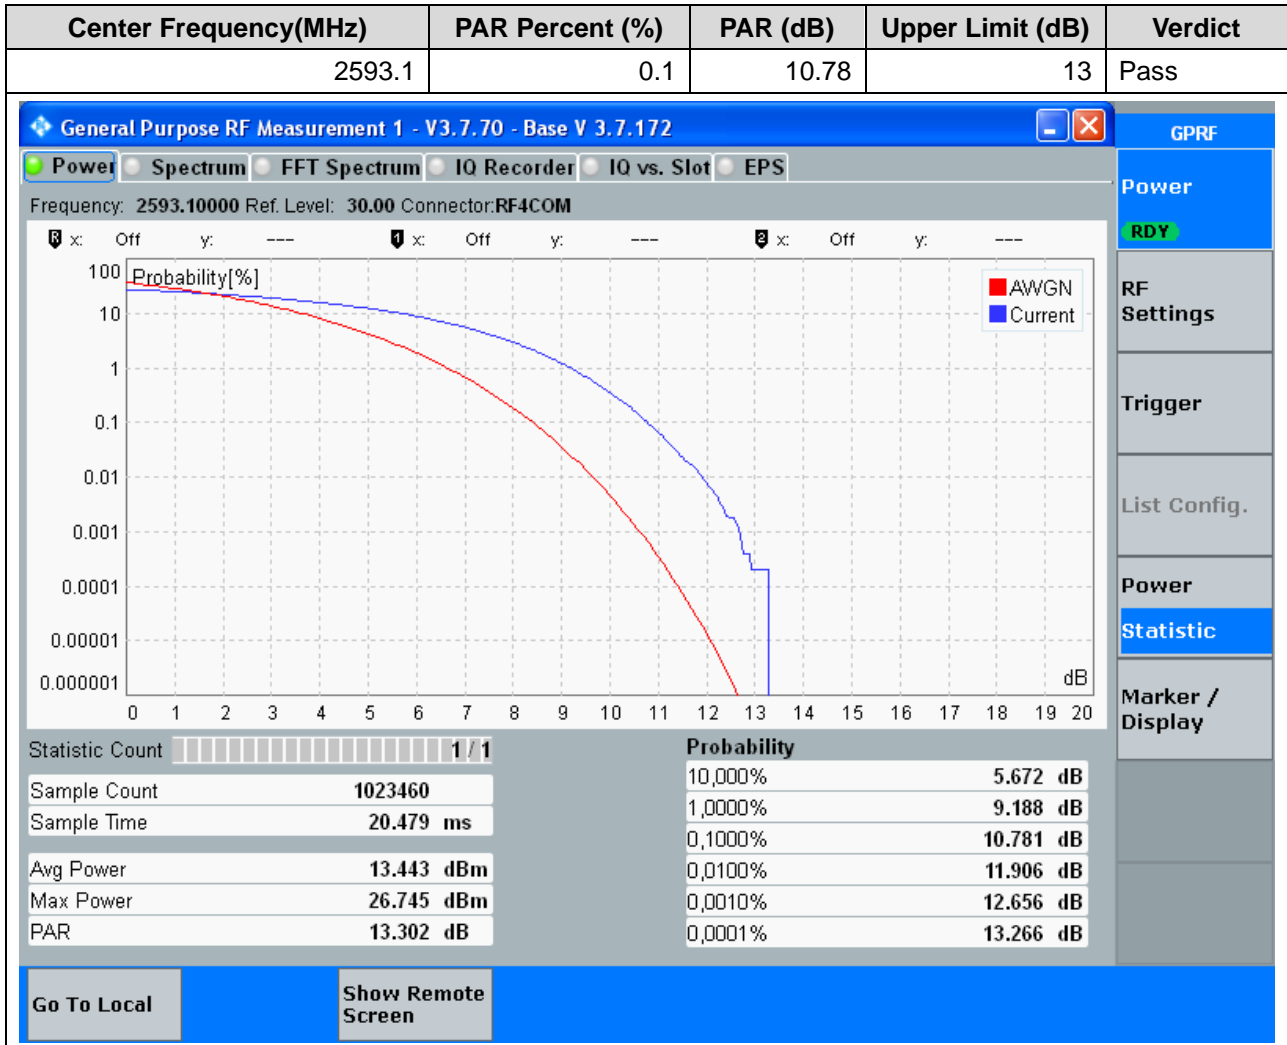 Center Frequency(MHz) PAR Percent (%) PAR (dB) Upper Limit (dB) Verdict
2593.1 0.1 10.78 13 Pass
General Purpose RF Measurement 1 - V3.7.70 - Base V 3.7.172
GPRF
Power Spectrum FFT Spectrum IQ Recorder IQ vs. Slot EPS
Frequency: 2593.10000 Ref. Level: 30.00 Connector:RF4COM
R x: Off y: --- 1 x: Off y: --- 2 x: Off y: ---
Probability[%]
AWGN
Current
100
10
1
0.1
0.01
0.001
0.0001
0.00001
0.000001
dB
0 1 2 3 4 5 6 7 8 9 10 11 12 13 14 15 16 17 18 19 20
Statistic Count 1 / 1
Sample Count 1023460
Sample Time 20.479 ms
Avg Power 13.443 dBm
Max Power 26.745 dBm
PAR 13.302 dB
Probability
10,000% 5.672 dB
1,0000% 9.188 dB
0,1000% 10.781 dB
0,0100% 11.906 dB
0,0010% 12.656 dB
0,0001% 13.266 dB
Power
RDY
RF
Settings
Trigger
List Config.
Power
Statistic
Marker /
Display
Go To Local
Show Remote
Screen